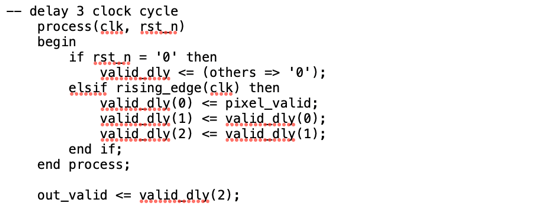 -- delay 3 clock cycle
process(clk, rst_n)
begin
if rst_n = '0' then
valid_dly <= (others => '0');
elsif rising_edge(clk) then
valid_dly(0) <= pixel_valid;
valid_dly(1) <= valid_dly(0);
valid_dly(2) <= valid_dly(1);
end if;
end process;
out_valid <= valid_dly(2);